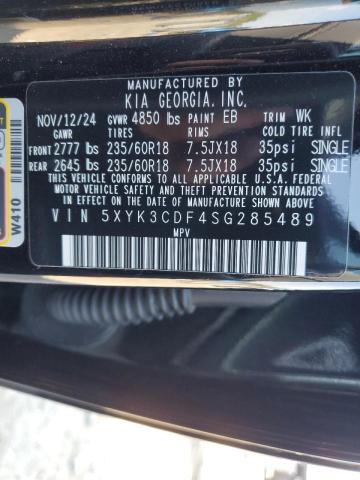 MANUFACTURED BY
KIA GEORGIA, INC.
NOV/12/24 GVWR 4850 lbs PAINT EB TRIM WK
GAWR TIRES RIMS COLD TIRE PRESSURE
FRONT 2777 lbs 235/60R18 7.5JX18 35psi SINGLE
REAR 2645 lbs 235/60R18 7.5JX18 35psi SINGLE
THIS VEHICLE CONFORMS TO ALL APPLICABLE U.S.A. FEDERAL
MOTOR VEHICLE SAFETY, BUMPER, AND THEFT PREVENTION
STANDARDS IN EFFECT ON THE DATE OF MANUFACTURE SHOWN ABOVE.
VIN 5XYK3CDF4SG285489
MPV
W410